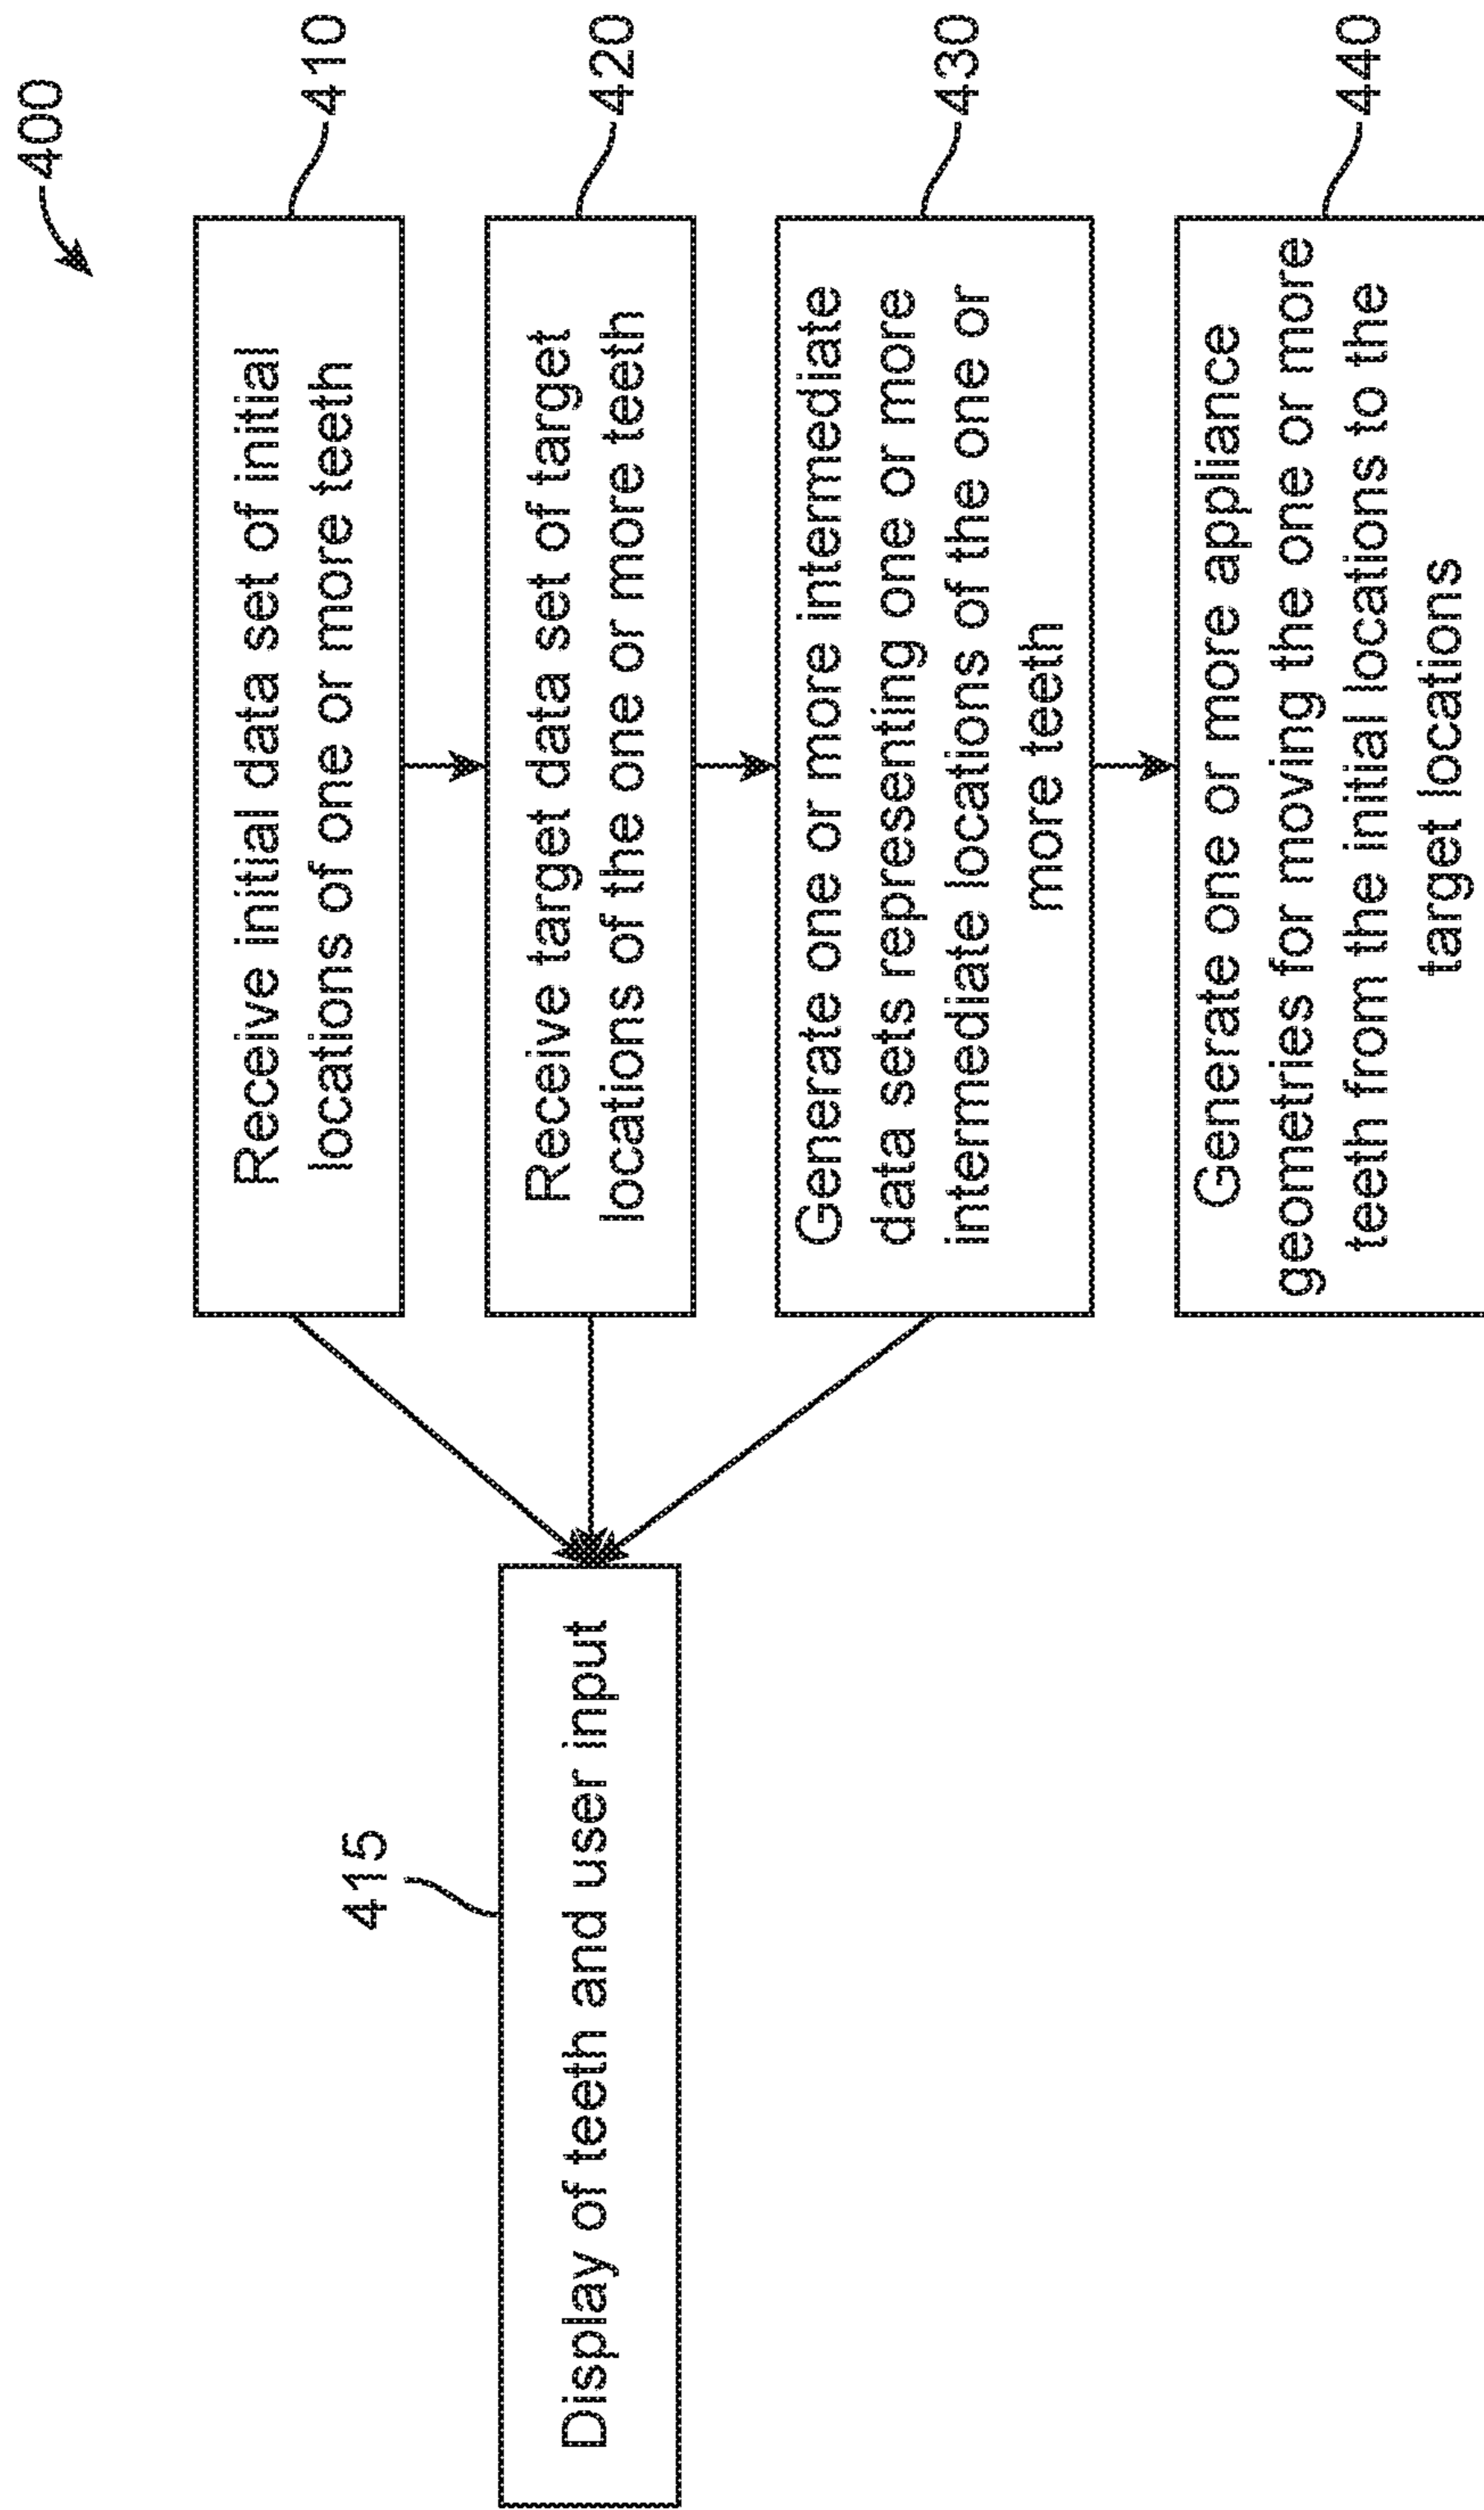 400
Receive initial data set of initial
locations of one or more teeth
410
Receive target data set of target
locations of the one or more teeth
420
415
Display of teeth and user input
Generate one or more intermediate
data sets representing one or more
intermediate locations of the one or
more teeth
430
Generate one or more appliance
geometries for moving the one or more
teeth from the initial locations to the
target locations
440